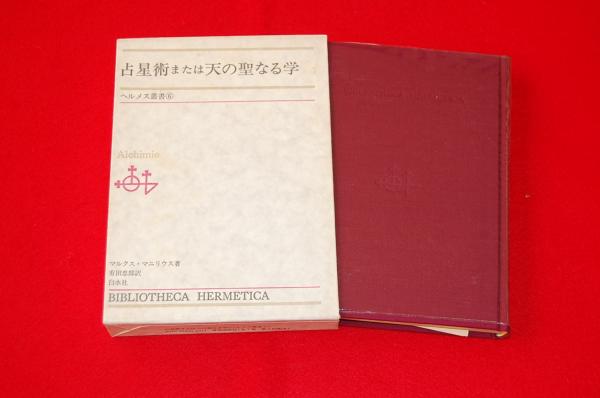 占星術または天の聖なる学
ヘルメス叢書⑥
Alchimie
マルクス・マニリウス著
有田忠郎訳
白水社
BIBLIOTHECA HERMETICA